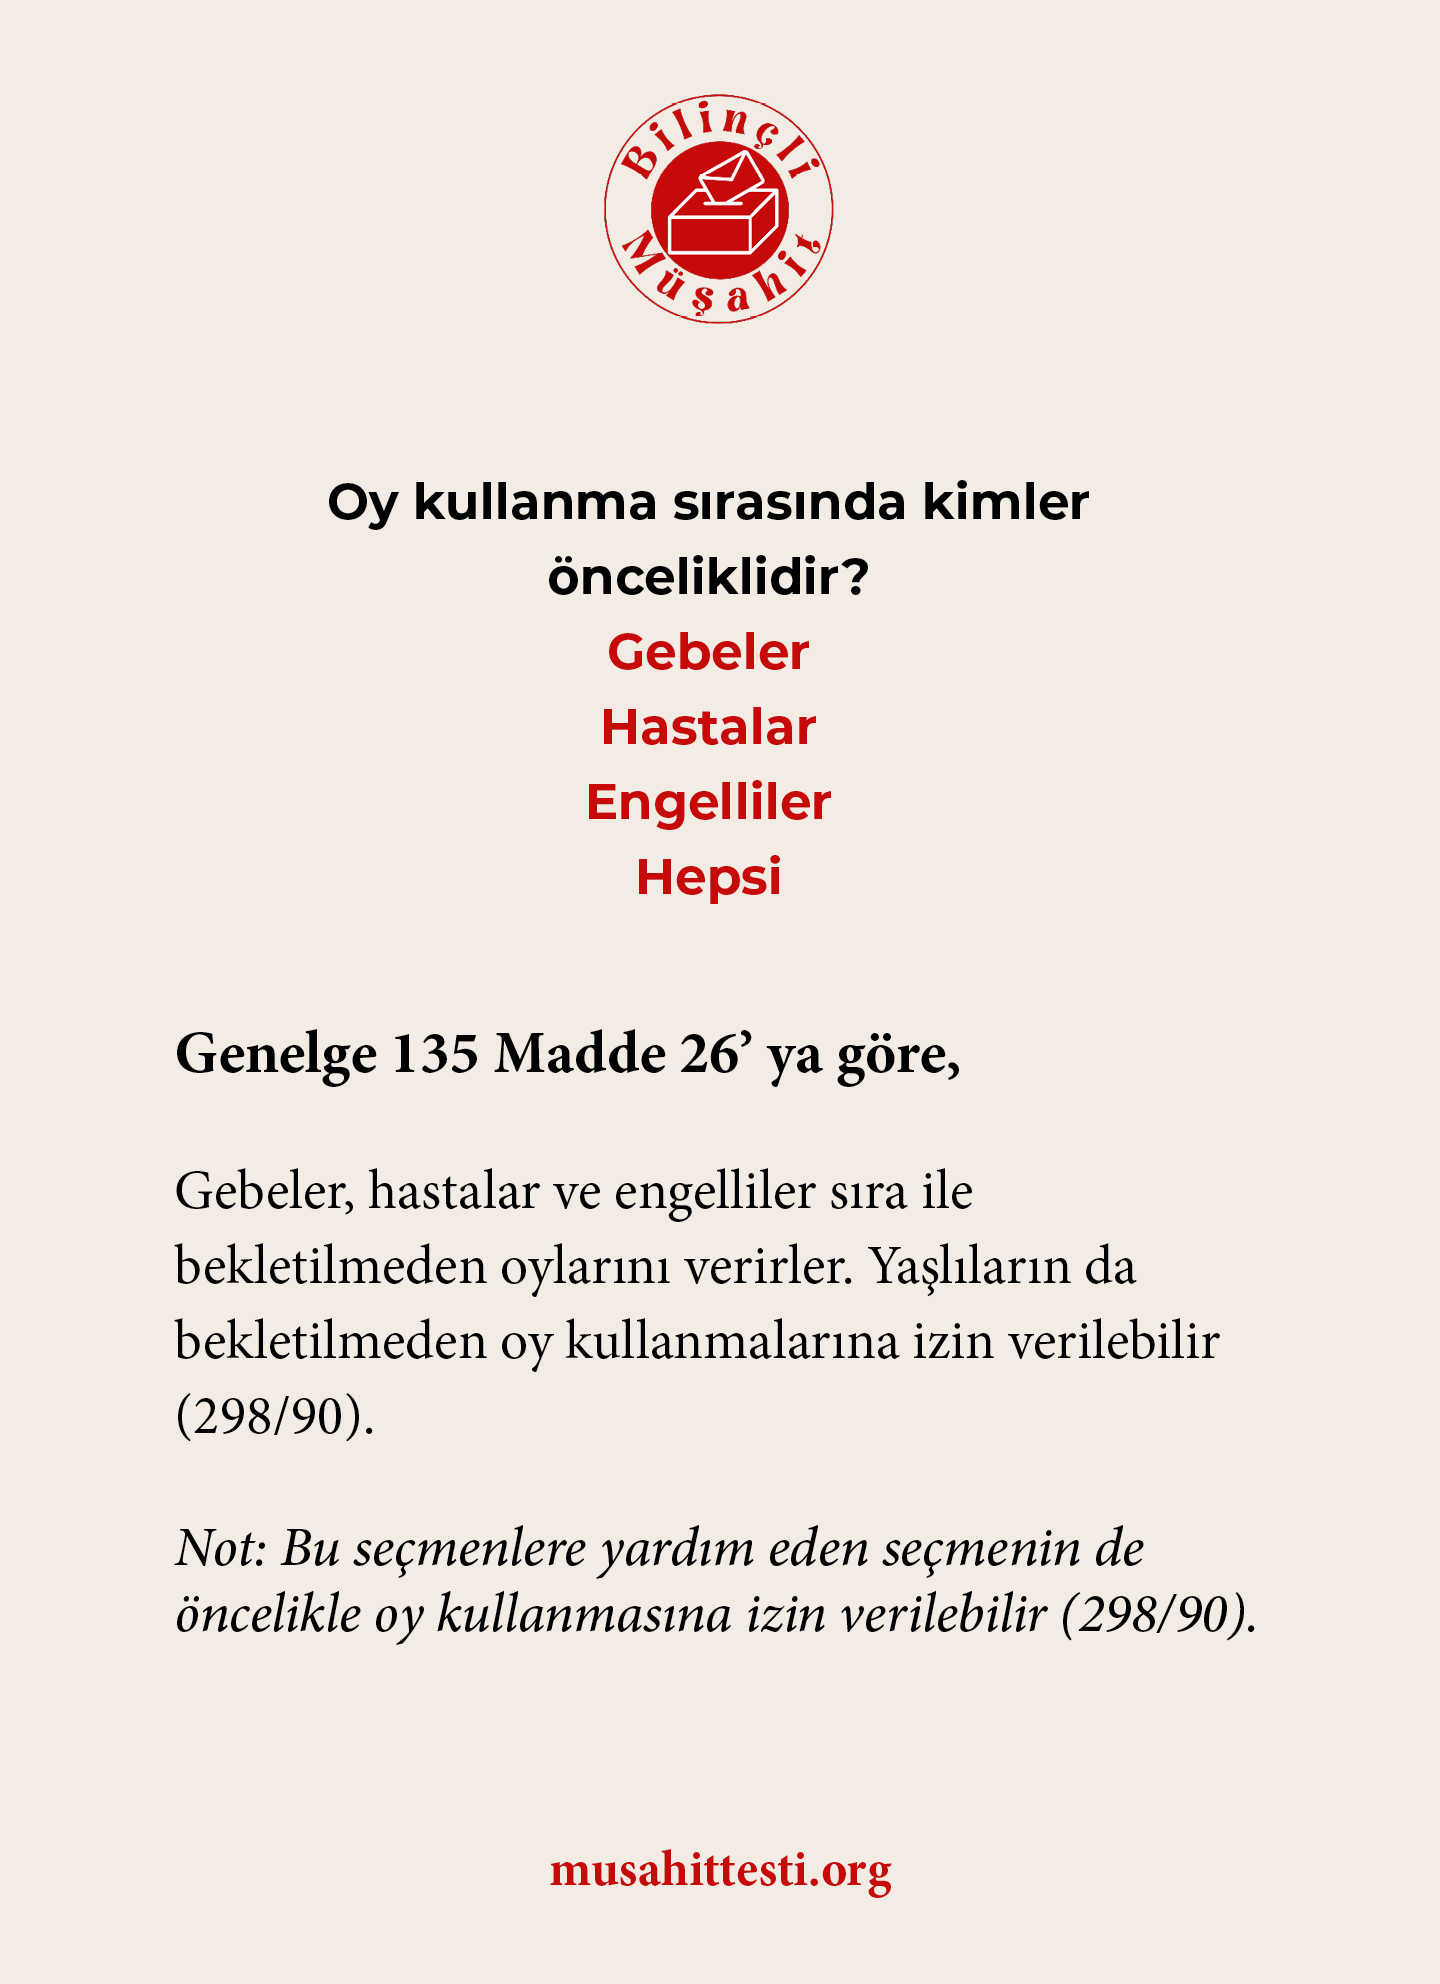 Bilinçli
Müşahit
Oy kullanma sırasında kimler
önceliklidir?
Gebeler
Hastalar
Engelliler
Hepsi
Genelge 135 Madde 26’ ya göre,
Gebeler, hastalar ve engelliler sıra ile
bekletilmeden oylarını verirler. Yaşlıların da
bekletilmeden oy kullanmalarına izin verilebilir
(298/90).
Not: Bu seçmenlere yardım eden seçmenin de
öncelikle oy kullanmasına izin verilebilir (298/90).
musahittesti.org